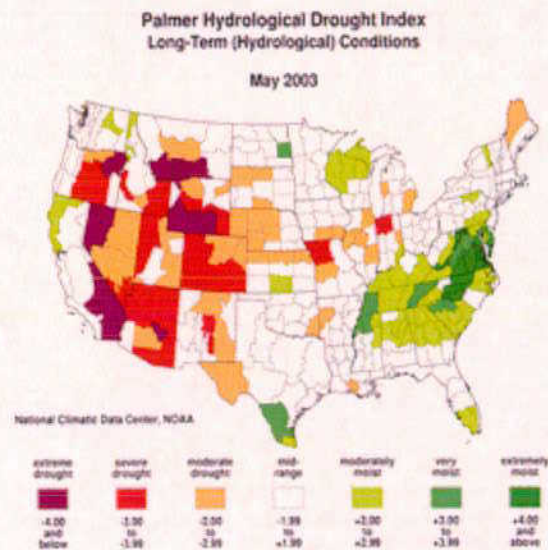 Palmer Hydrological Drought Index
Long-Term (Hydrological) Conditions
May 2003
National Climatic Data Center, NOAA
extreme drought
severe drought
moderate drought
mid-range
moderately moist
very moist
extremely moist
-4.00 and below
-3.00 to -3.99
-2.00 to -2.99
-1.99 to +1.99
+2.00 to +2.99
+3.00 to +3.99
+4.00 and above